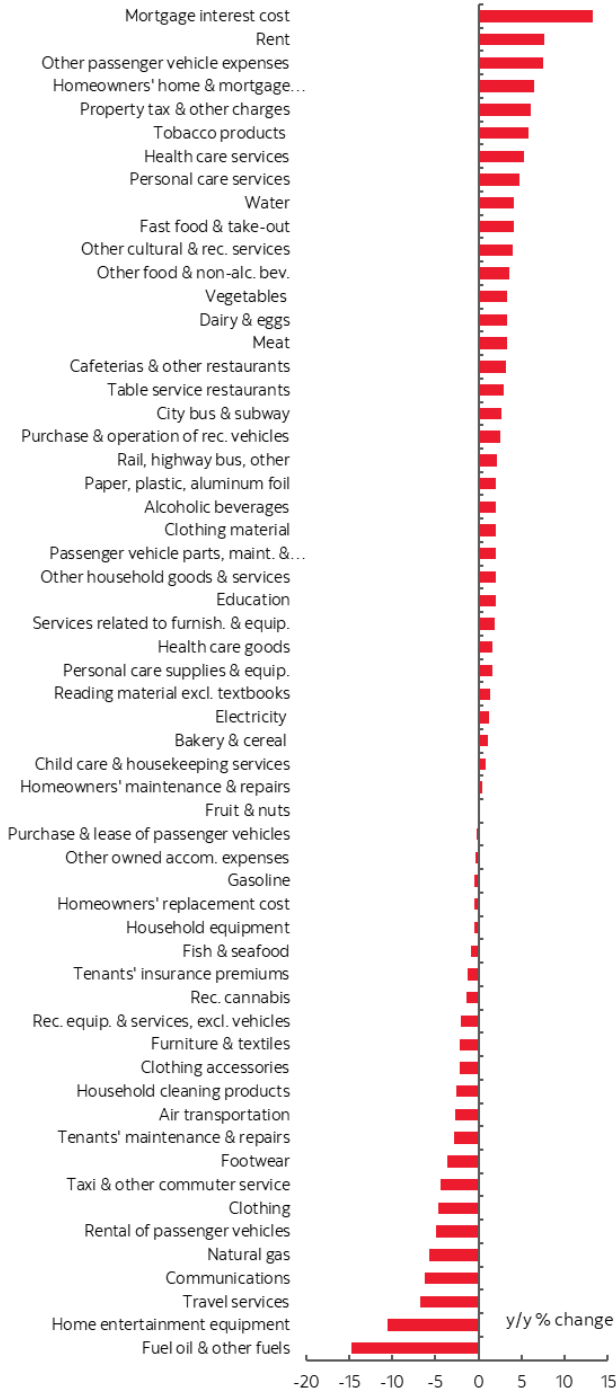 Mortgage interest cost
Rent
Other passenger vehicle expenses
Homeowners' home & mortgage…
Property tax & other charges
Tobacco products
Health care services
Personal care services
Water
Fast food & take-out
Other cultural & rec. services
Other food & non-alc. bev.
Vegetables
Dairy & eggs
Meat
Cafeterias & other restaurants
Table service restaurants
City bus & subway
Purchase & operation of rec. vehicles
Rail, highway bus, other
Paper, plastic, aluminum foil
Alcoholic beverages
Clothing material
Passenger vehicle parts, maint. &…
Other household goods & services
Education
Services related to furnish. & equip.
Health care goods
Personal care supplies & equip.
Reading material excl. textbooks
Electricity
Bakery & cereal
Child care & housekeeping services
Homeowners' maintenance & repairs
Fruit & nuts
Purchase & lease of passenger vehicles
Other owned accom. expenses
Gasoline
Homeowners' replacement cost
Household equipment
Fish & seafood
Tenants' insurance premiums
Rec. cannabis
Rec. equip. & services, excl. vehicles
Furniture & textiles
Clothing accessories
Household cleaning products
Air transportation
Tenants' maintenance & repairs
Footwear
Taxi & other commuter service
Clothing
Rental of passenger vehicles
Natural gas
Communications
Travel services
Home entertainment equipment
y/y % change
Fuel oil & other fuels
-20 -15 -10 -5 0 5 10 15